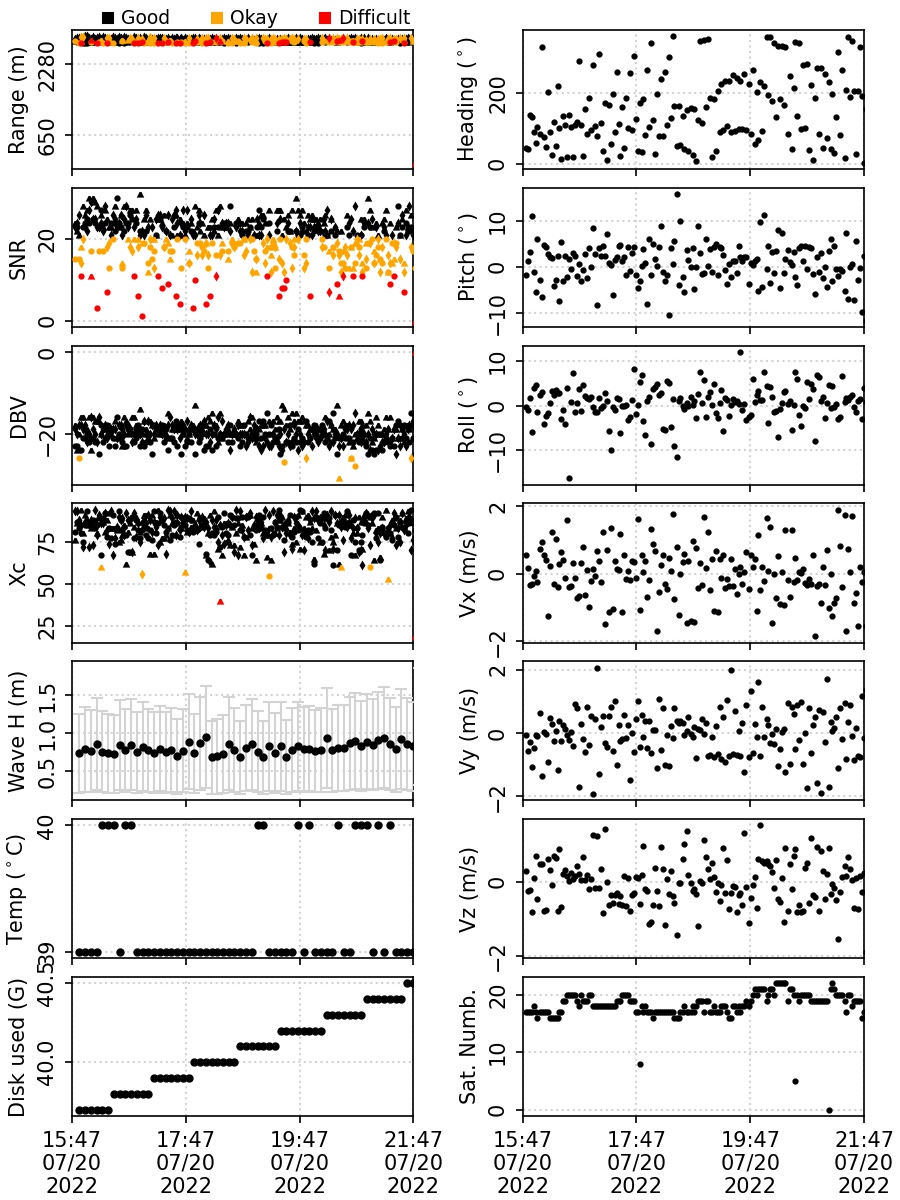 Good Okay Difficult
Range (m)
2280
650
Heading (°)
200
0
SNR
20
0
Pitch (°)
10
0
−10
DBV
0
−20
Roll (°)
10
0
−10
Xc
75
50
25
Vx (m/s)
2
0
−2
Wave H (m)
1.5
1.0
0.5
Vy (m/s)
2
0
−2
Temp (°C)
40
39
Vz (m/s)
0
−2
Disk used (G)
40.5
40.0
Sat. Numb.
20
10
0
15:47 17:47 19:47 21:47
07/20 07/20 07/20 07/20
2022 2022 2022 2022
15:47 17:47 19:47 21:47
07/20 07/20 07/20 07/20
2022 2022 2022 2022